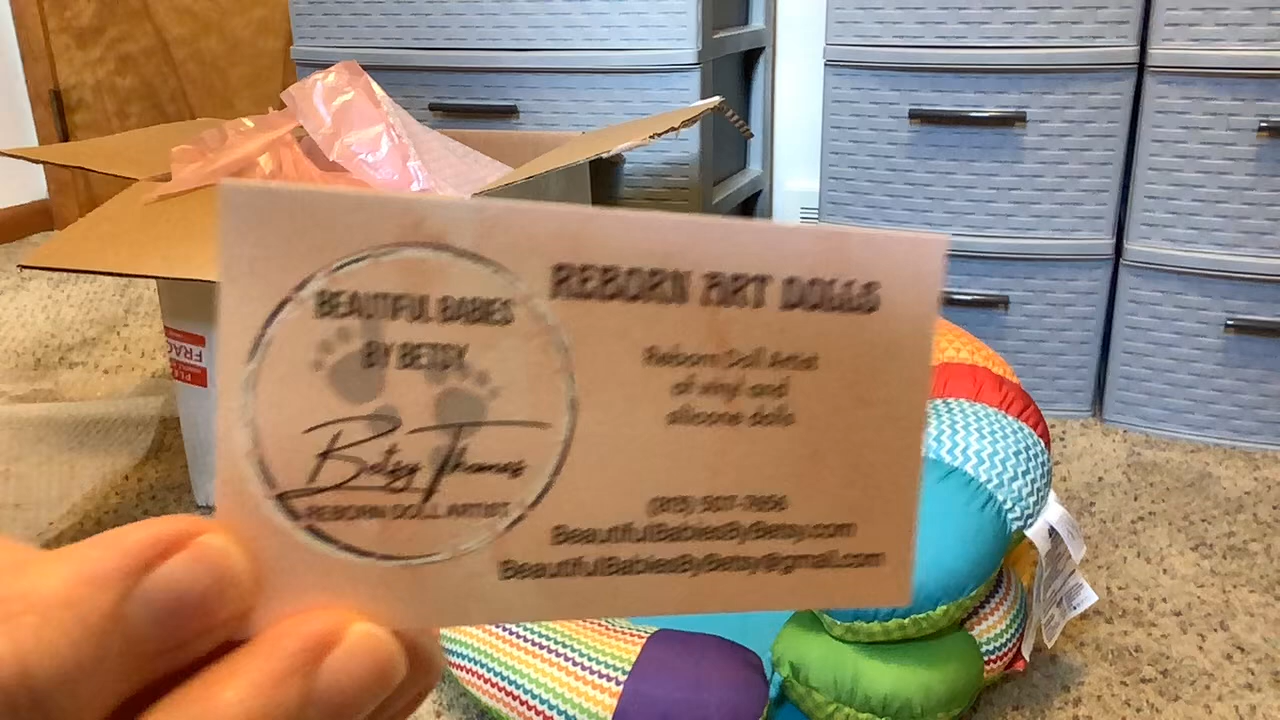 BEAUTIFUL BABIES
BY BETSY
Betsy Thomas
REBORN DOLL ARTIST
REBORN ART DOLLS
Reborn Doll Artist
of vinyl and
silicone dolls
BeautifulBabiesByBetsy.com
BeautifulBabiesByBetsy@gmail.com
FRAG